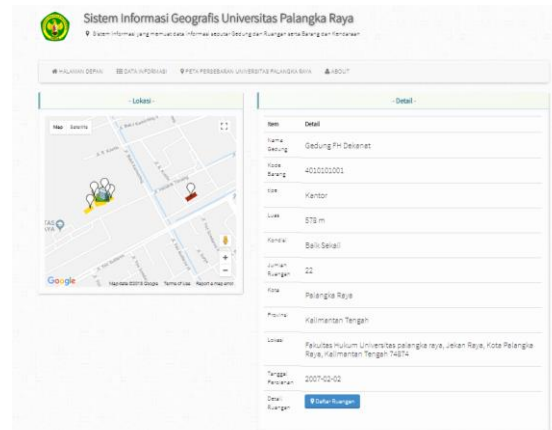 Sistem Informasi Geografis Universitas Palangka Raya
Sistem Informasi yang memuat data informasi seputar Gedung dan Ruangan serta Barang dan Kendaraan
HALAMAN DEPAN DATA INFORMASI PETA PERSEBARAN UNIVERSITAS PALANGKA RAYA ABOUT
- Lokasi -
Map Satellite
Google
Map data ©2018 Google Terms of Use Report a map error
- Detail -
Item Detail
Nama Gedung Gedung FH Dekanat
Kode Barang 4010101001
Kantor
Luas 578 m
Kondisi Baik Sekali
Jumlah Ruangan 22
Kota Palangka Raya
Provinsi Kalimantan Tengah
Lokasi Fakultas Hukum Universitas palangka raya, Jekan Raya, Kota Palangka
Raya, Kalimantan Tengah 74874
Tanggal 2007-02-02
Detail Ruangan Daftar Ruangan